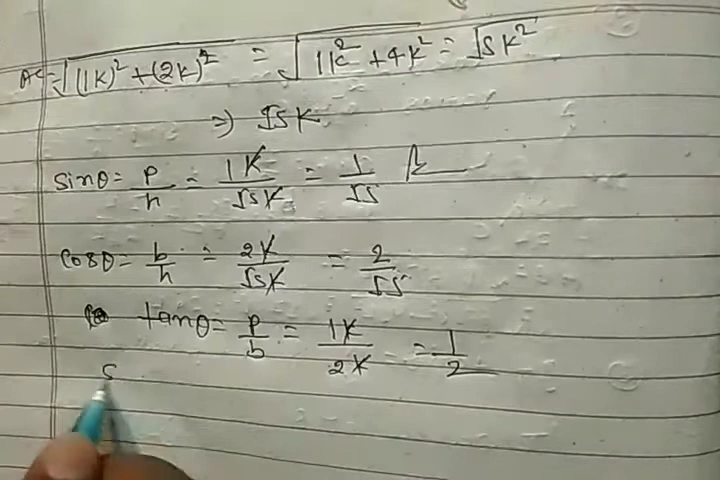 AC = √(1K)² + (2K)² = √1K² + 4K² = √5K²
⇒ √5K
sinθ = P/h = 1K/√5K = 1/√5
cosθ = b/h = 2K/√5K = 2/√5
tanθ = P/b = 1K/2K = 1/2